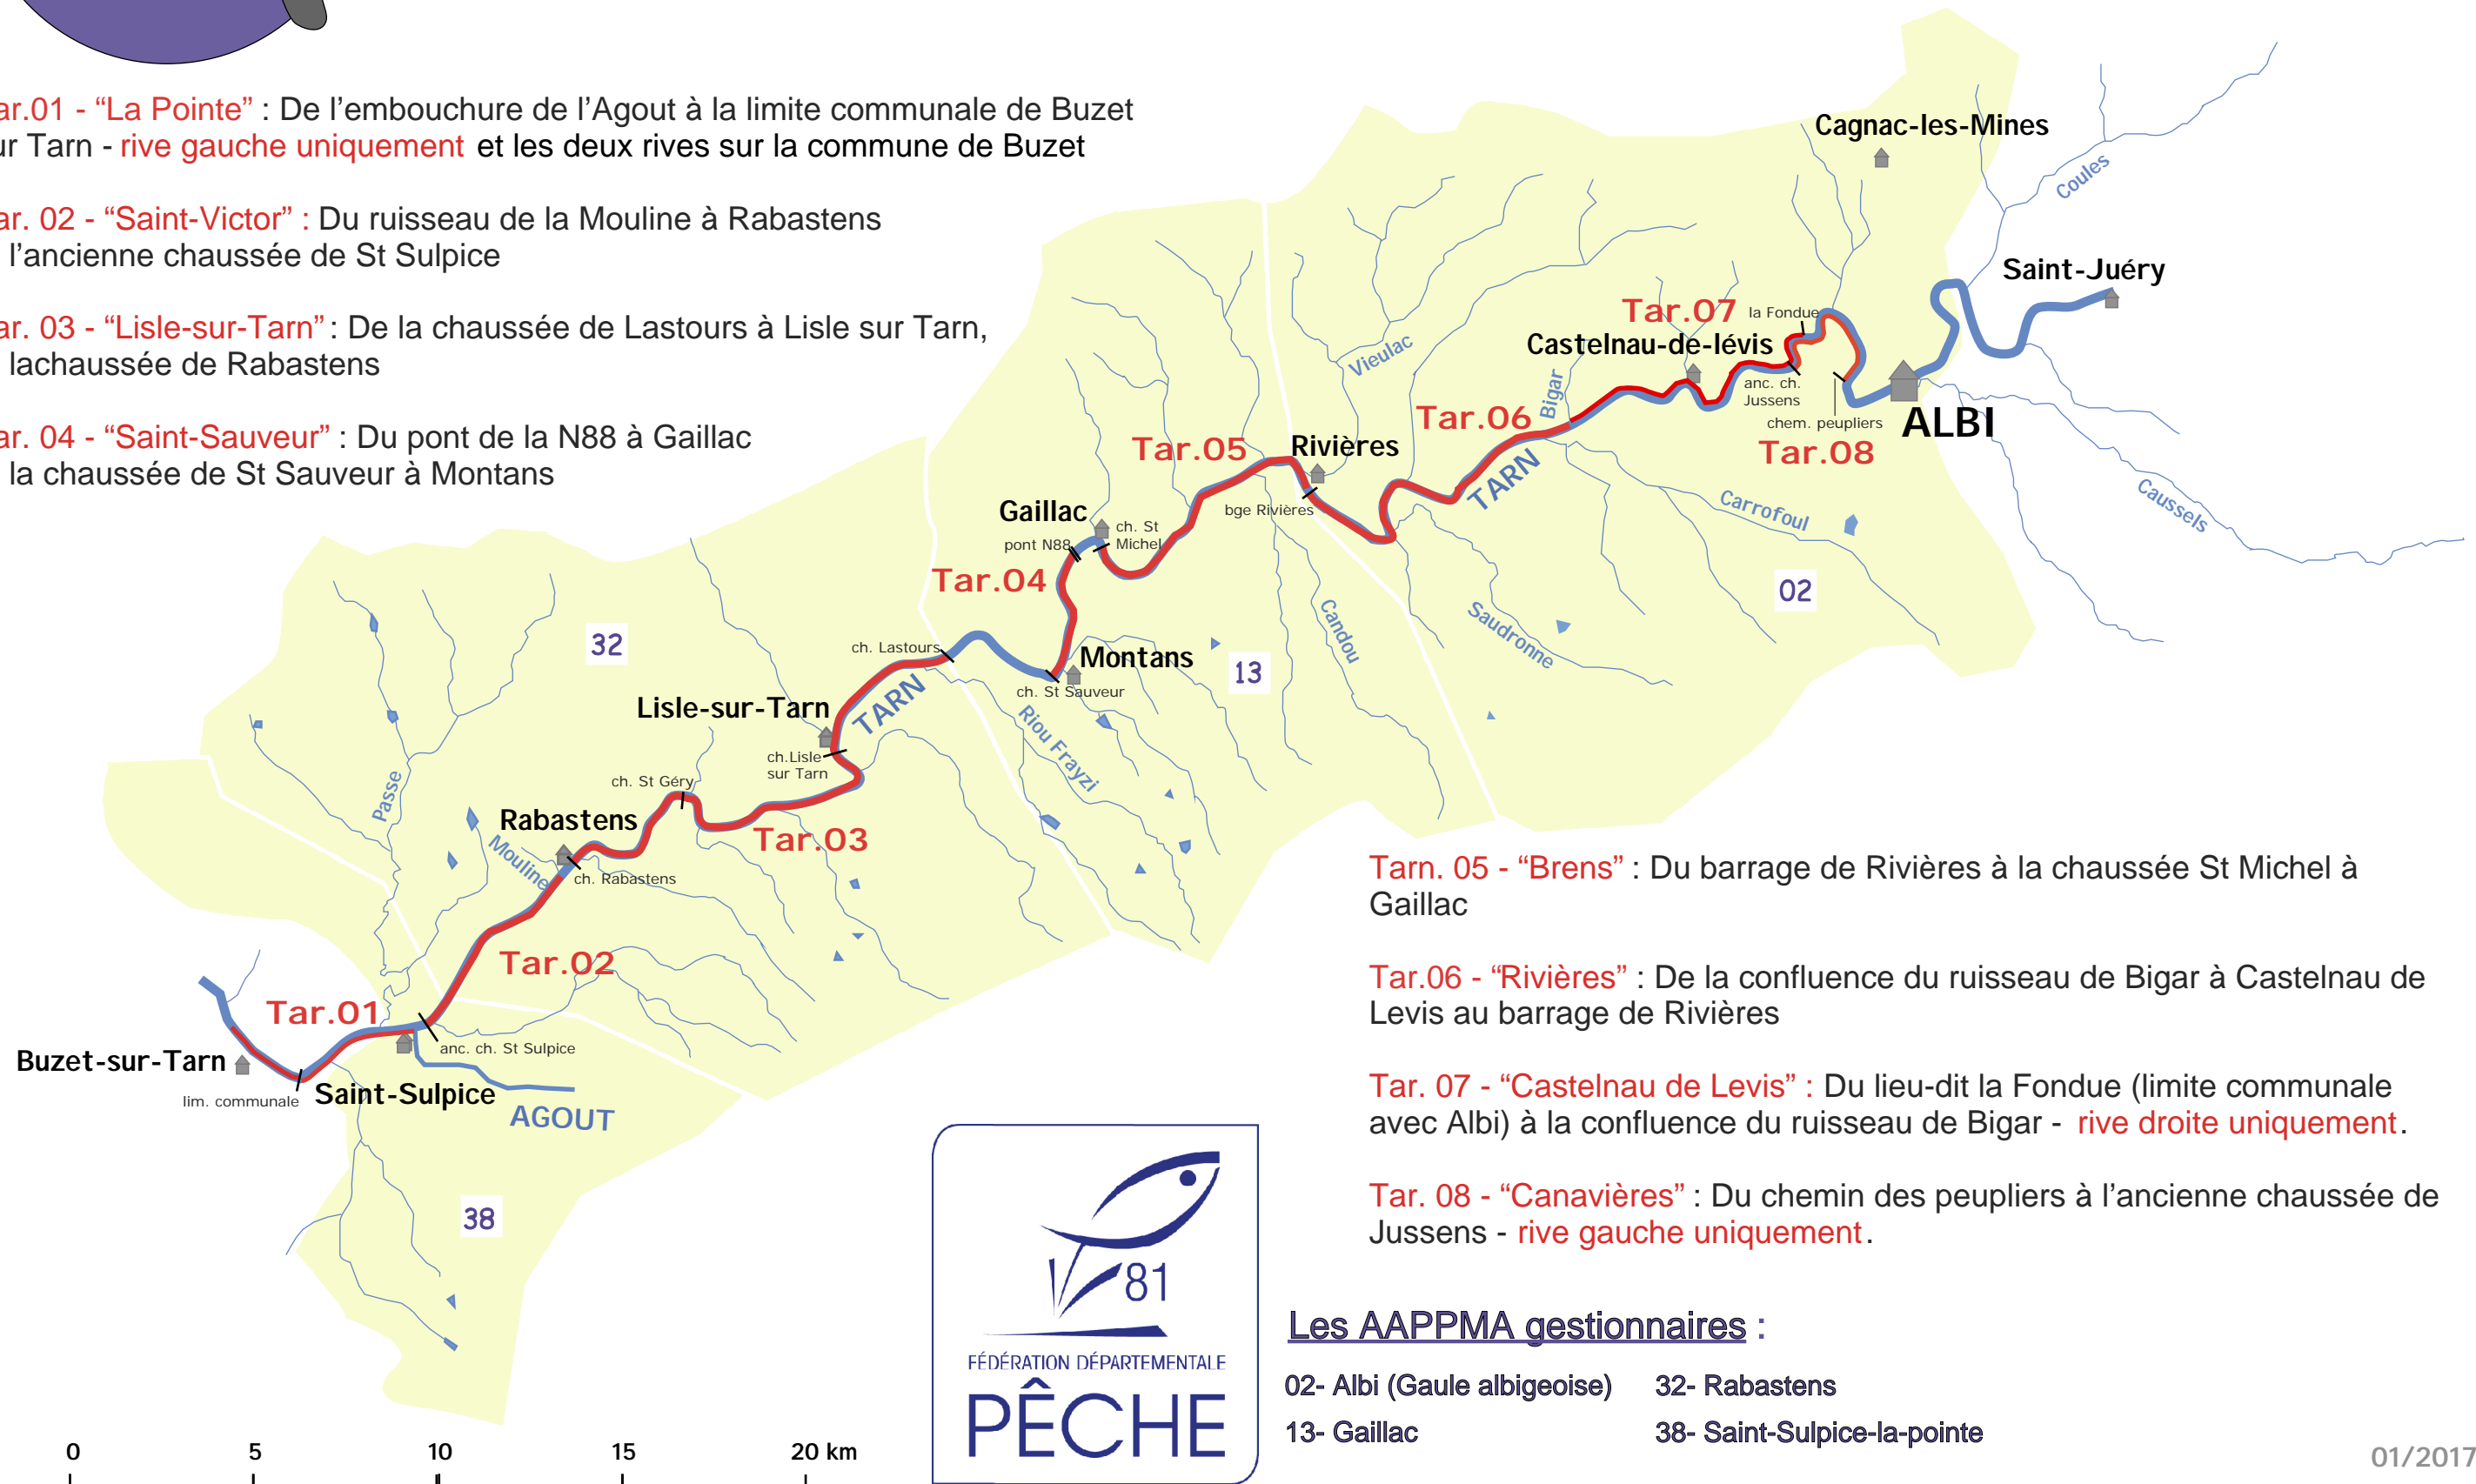 ar.01 - “La Pointe” : De l’embouchure de l’Agout à la limite communale de Buzet
ur Tarn - rive gauche uniquement et les deux rives sur la commune de Buzet
ar. 02 - “Saint-Victor” : Du ruisseau de la Mouline à Rabastens
l’ancienne chaussée de St Sulpice
ar. 03 - “Lisle-sur-Tarn” : De la chaussée de Lastours à Lisle sur Tarn,
lachaussée de Rabastens
ar. 04 - “Saint-Sauveur” : Du pont de la N88 à Gaillac
la chaussée de St Sauveur à Montans
Cagnac-les-Mines
Coules
Saint-Juéry
Tar.07
la Fondue
Castelnau-de-lévis
Vieulac
Bigar
anc. ch.
Jussens
chem. peupliers
ALBI
Tar.08
Tar.06
Tar.05
Rivières
TARN
bge Rivières
Carrofoul
Caussels
Gaillac
ch. St
Michel
pont N88
Tar.04
02
Candou
Saudronne
32
ch. Lastours
Montans
13
ch. St Sauveur
Lisle-sur-Tarn
TARN
Riou Frayzi
ch.Lisle
sur Tarn
ch. St Géry
Passe
Rabastens
Tar.03
Mouline
ch. Rabastens
Tar.02
Tar.01
anc. ch. St Sulpice
Buzet-sur-Tarn
lim. communale
Saint-Sulpice
AGOUT
38
Tarn. 05 - “Brens” : Du barrage de Rivières à la chaussée St Michel à
Gaillac
Tar.06 - “Rivières” : De la confluence du ruisseau de Bigar à Castelnau de
Levis au barrage de Rivières
Tar. 07 - “Castelnau de Levis” : Du lieu-dit la Fondue (limite communale
avec Albi) à la confluence du ruisseau de Bigar - rive droite uniquement.
Tar. 08 - “Canavières” : Du chemin des peupliers à l’ancienne chaussée de
Jussens - rive gauche uniquement.
81
FÉDÉRATION DÉPARTEMENTALE
PÊCHE
Les AAPPMA gestionnaires :
02- Albi (Gaule albigeoise)
32- Rabastens
13- Gaillac
38- Saint-Sulpice-la-pointe
0 5 10 15 20 km
01/2017